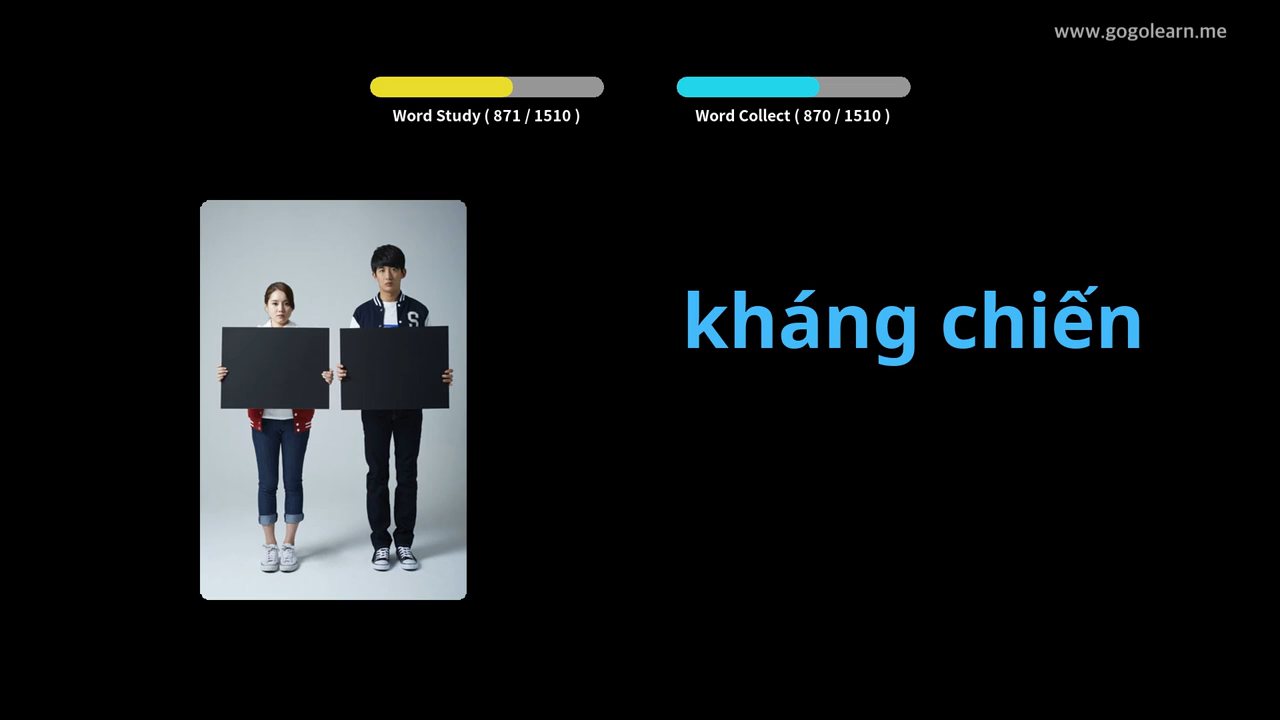 www.gogolearn.me
Word Study ( 871 / 1510 )
Word Collect ( 870 / 1510 )
kháng chiến
S